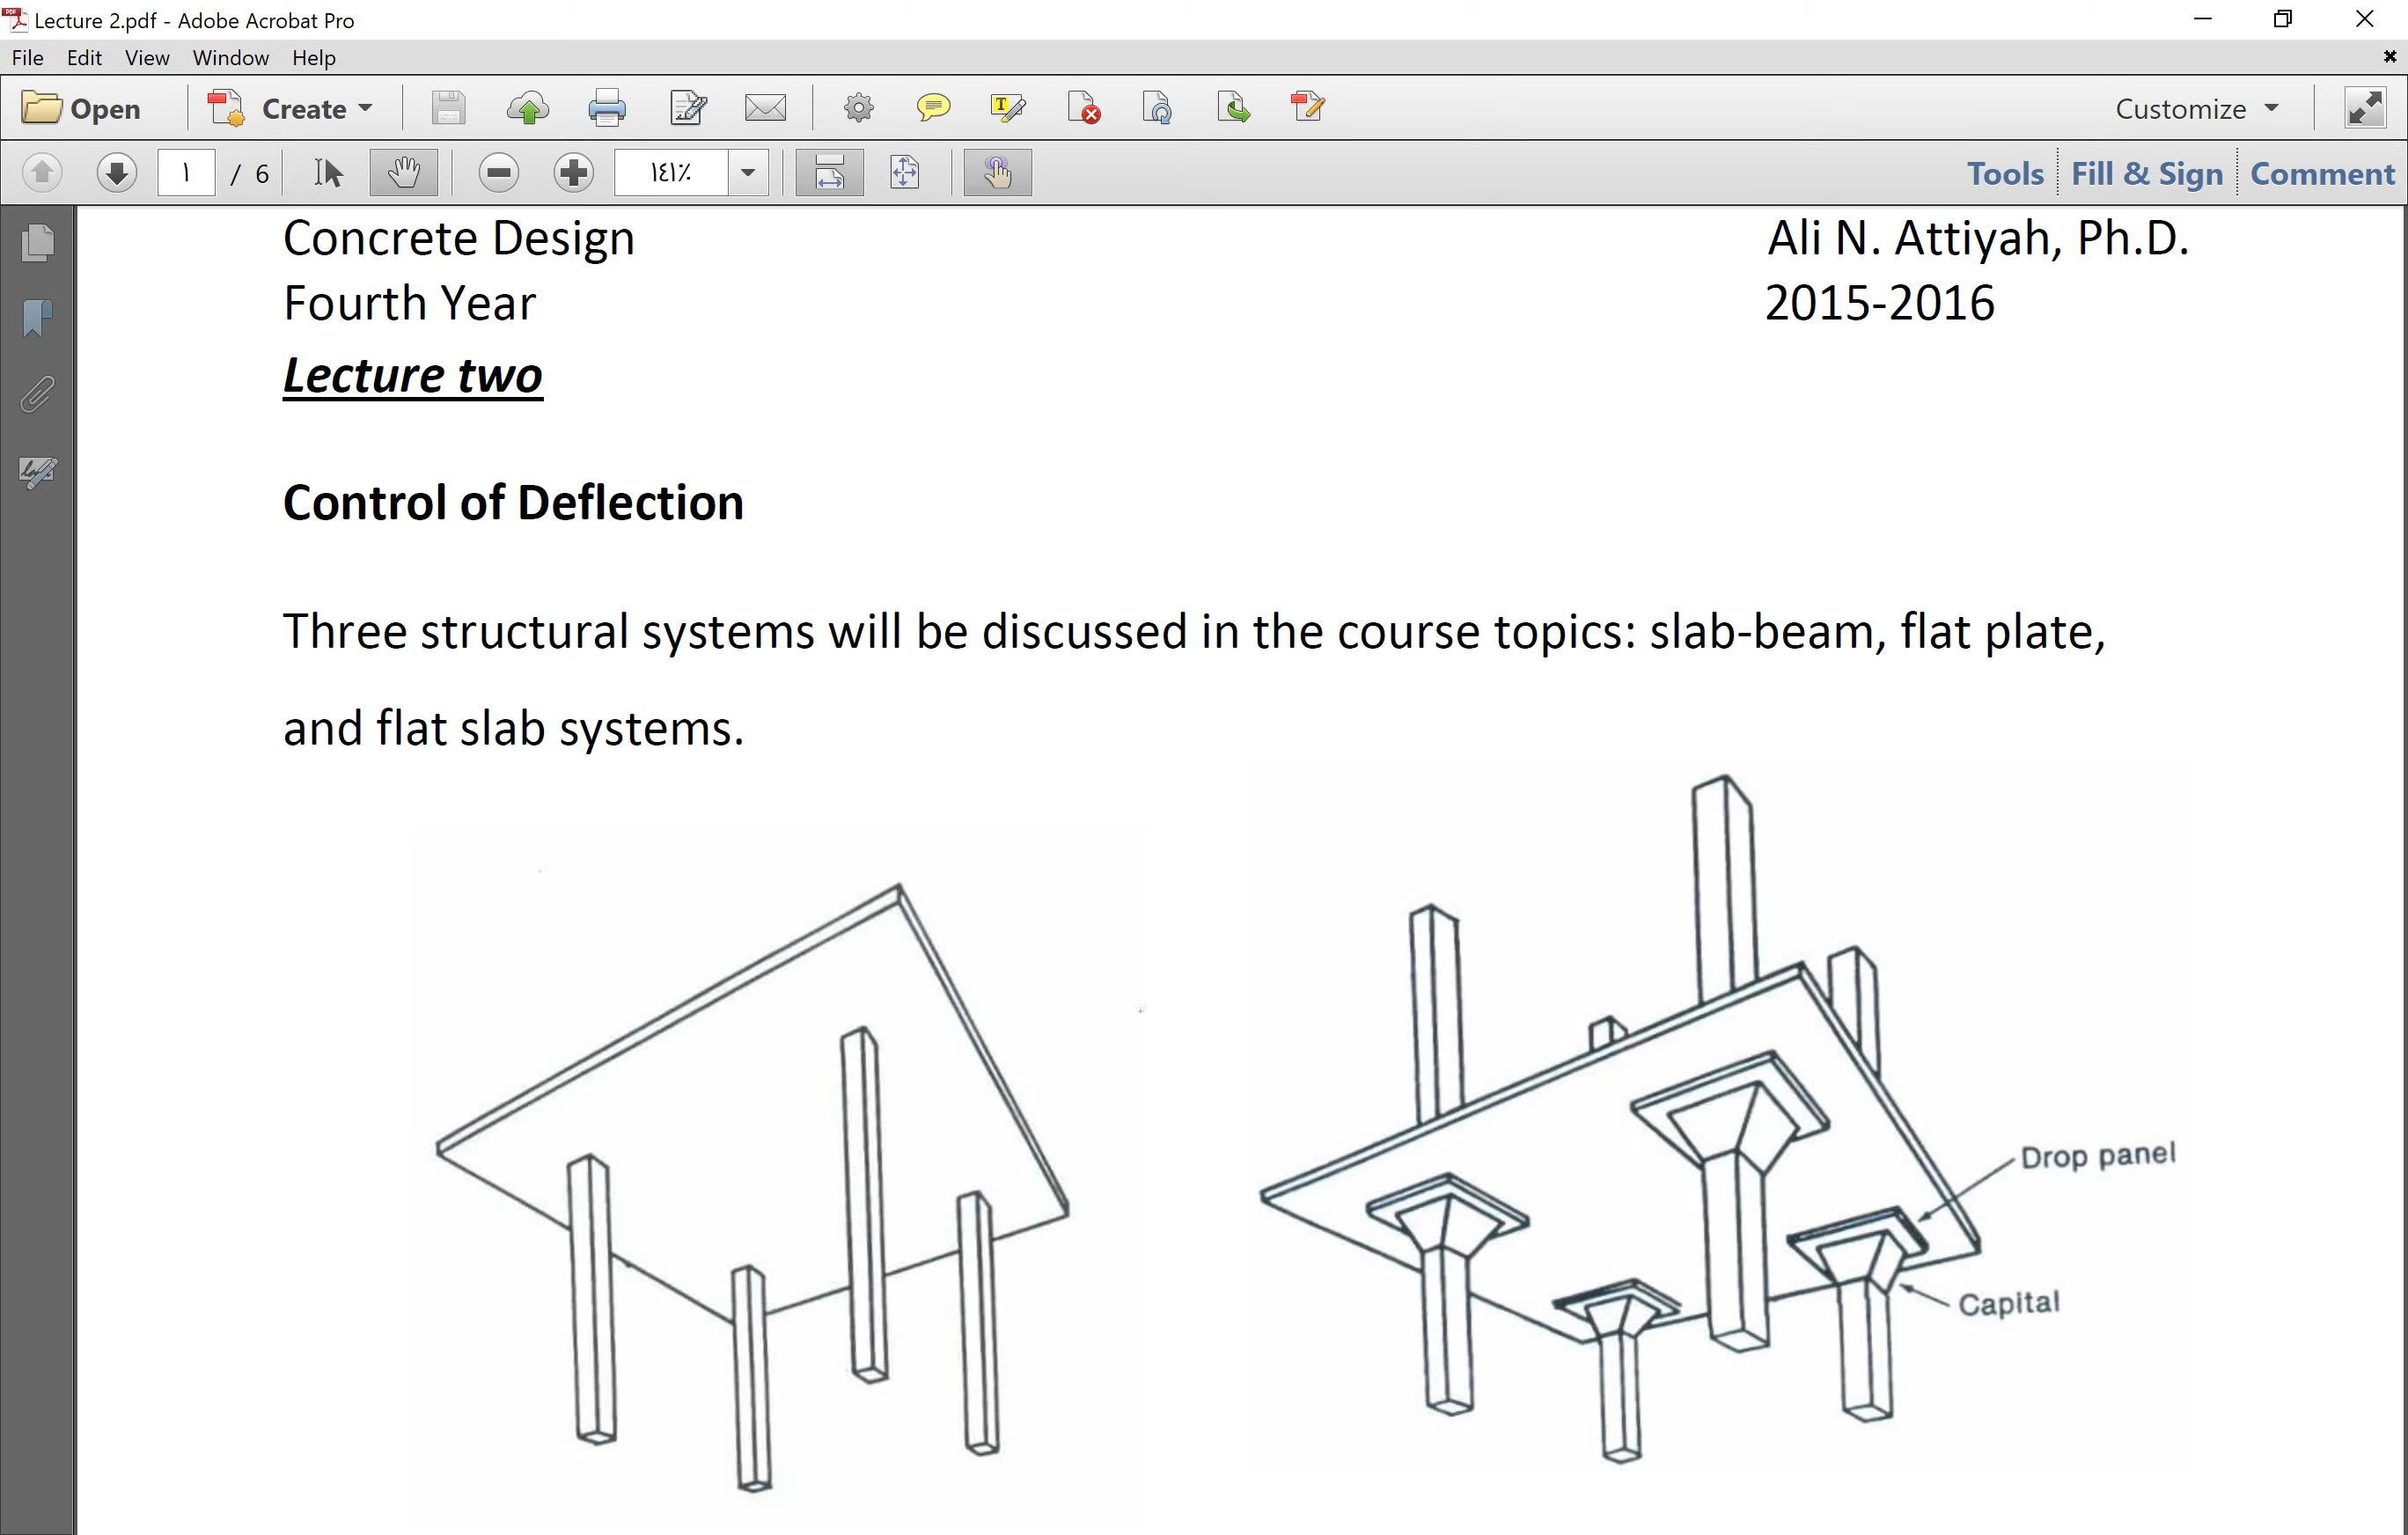 Lecture 2.pdf - Adobe Acrobat Pro
File Edit View Window Help
Open Create Customize
١ / 6 ١٤١٪ Tools Fill & Sign Comment
Concrete Design Ali N. Attiyah, Ph.D.
Fourth Year 2015-2016
Lecture two
Control of Deflection
Three structural systems will be discussed in the course topics: slab-beam, flat plate,
and flat slab systems.
Drop panel
Capital